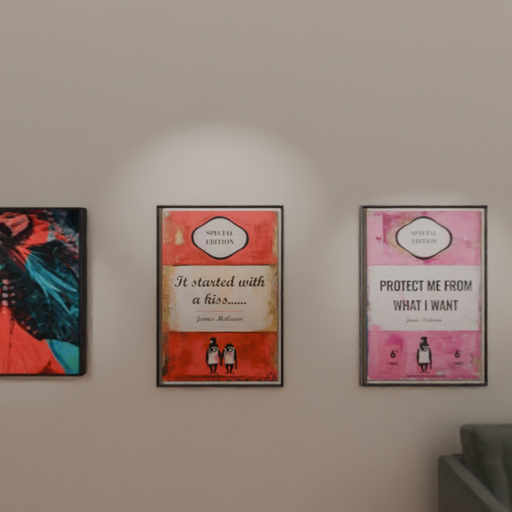 SPECIAL
EDITION
It started with
a kiss......
SPECIAL
EDITION
PROTECT ME FROM
WHAT I WANT
6
6